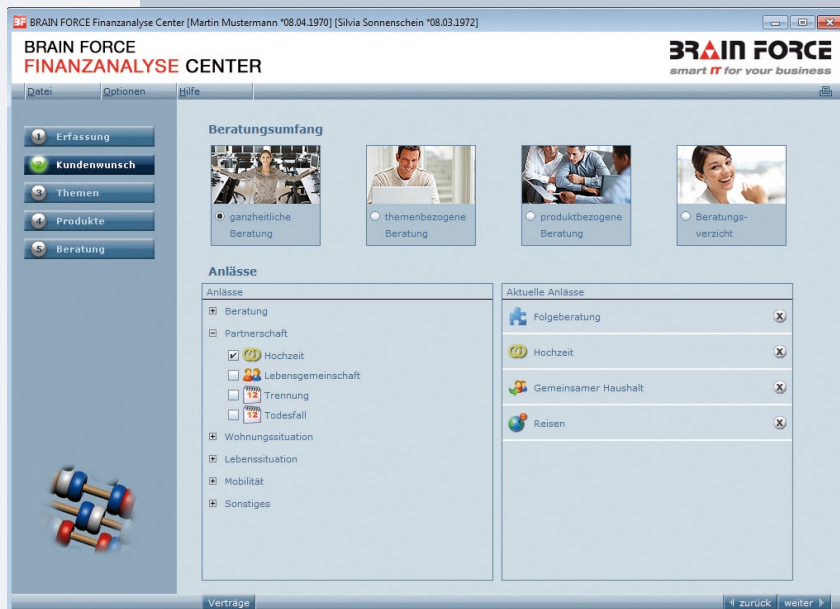 BRAIN FORCE Finanzanalyse Center [Martin Mustermann *08.04.1970] [Silvia Sonnenschein *08.03.1972]
BRAIN FORCE
FINANZANALYSE CENTER
BRAIN FORCE
smart IT for your business
Datei Optionen Hilfe
1 Erfassung
2 Kundenwunsch
3 Themen
4 Produkte
5 Beratung
Beratungsumfang
ganzheitliche
Beratung
themenbezogene
Beratung
produktbezogene
Beratung
Beratungs-
verzicht
Anlässe
Anlässe
Beratung
Partnerschaft
Hochzeit
Lebensgemeinschaft
12 Trennung
12 Todesfall
Wohnungssituation
Lebenssituation
Mobilität
Sonstiges
Aktuelle Anlässe
Folgeberatung X
Hochzeit X
Gemeinsamer Haushalt X
Reisen X
Verträge
zurück weiter